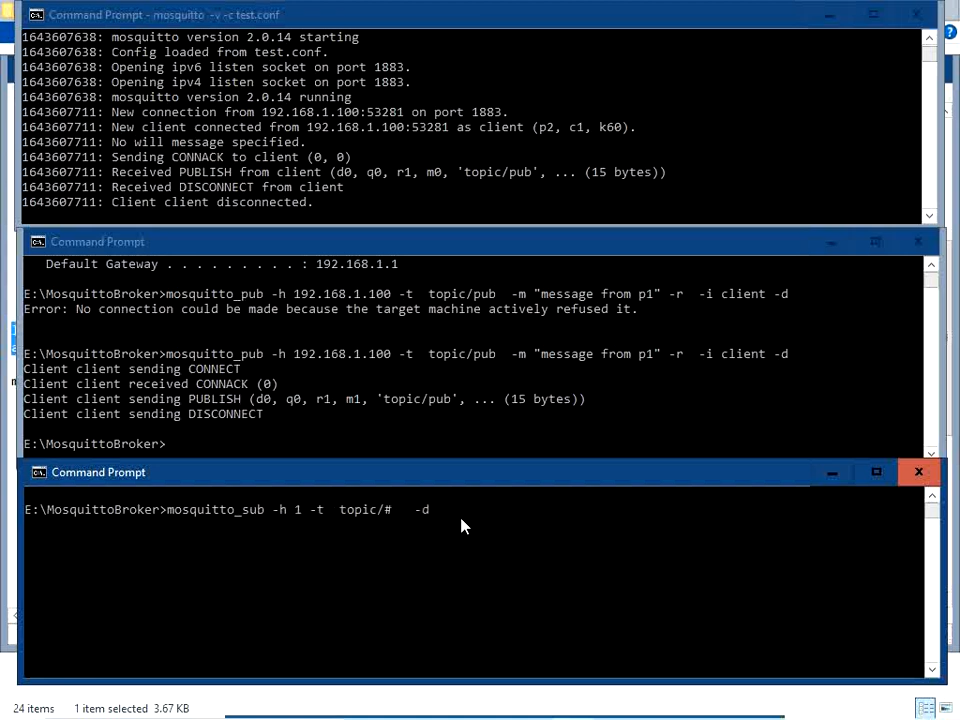 Command Prompt - mosquitto -v -c test.conf
1643607638: mosquitto version 2.0.14 starting
1643607638: Config loaded from test.conf.
1643607638: Opening ipv6 listen socket on port 1883.
1643607638: Opening ipv4 listen socket on port 1883.
1643607638: mosquitto version 2.0.14 running
1643607711: New connection from 192.168.1.100:53281 on port 1883.
1643607711: New client connected from 192.168.1.100:53281 as client (p2, c1, k60).
1643607711: No will message specified.
1643607711: Sending CONNACK to client (0, 0)
1643607711: Received PUBLISH from client (d0, q0, r1, m0, 'topic/pub', ... (15 bytes))
1643607711: Received DISCONNECT from client
1643607711: Client client disconnected.
Command Prompt
Default Gateway . . . . . . . . . : 192.168.1.1
E:\MosquittoBroker>mosquitto_pub -h 192.168.1.100 -t  topic/pub  -m "message from p1" -r  -i client -d
Error: No connection could be made because the target machine actively refused it.
E:\MosquittoBroker>mosquitto_pub -h 192.168.1.100 -t  topic/pub  -m "message from p1" -r  -i client -d
Client client sending CONNECT
Client client received CONNACK (0)
Client client sending PUBLISH (d0, q0, r1, m1, 'topic/pub', ... (15 bytes))
Client client sending DISCONNECT
E:\MosquittoBroker>
Command Prompt
E:\MosquittoBroker>mosquitto_sub -h 1 -t  topic/#   -d
24 items 1 item selected 3.67 KB